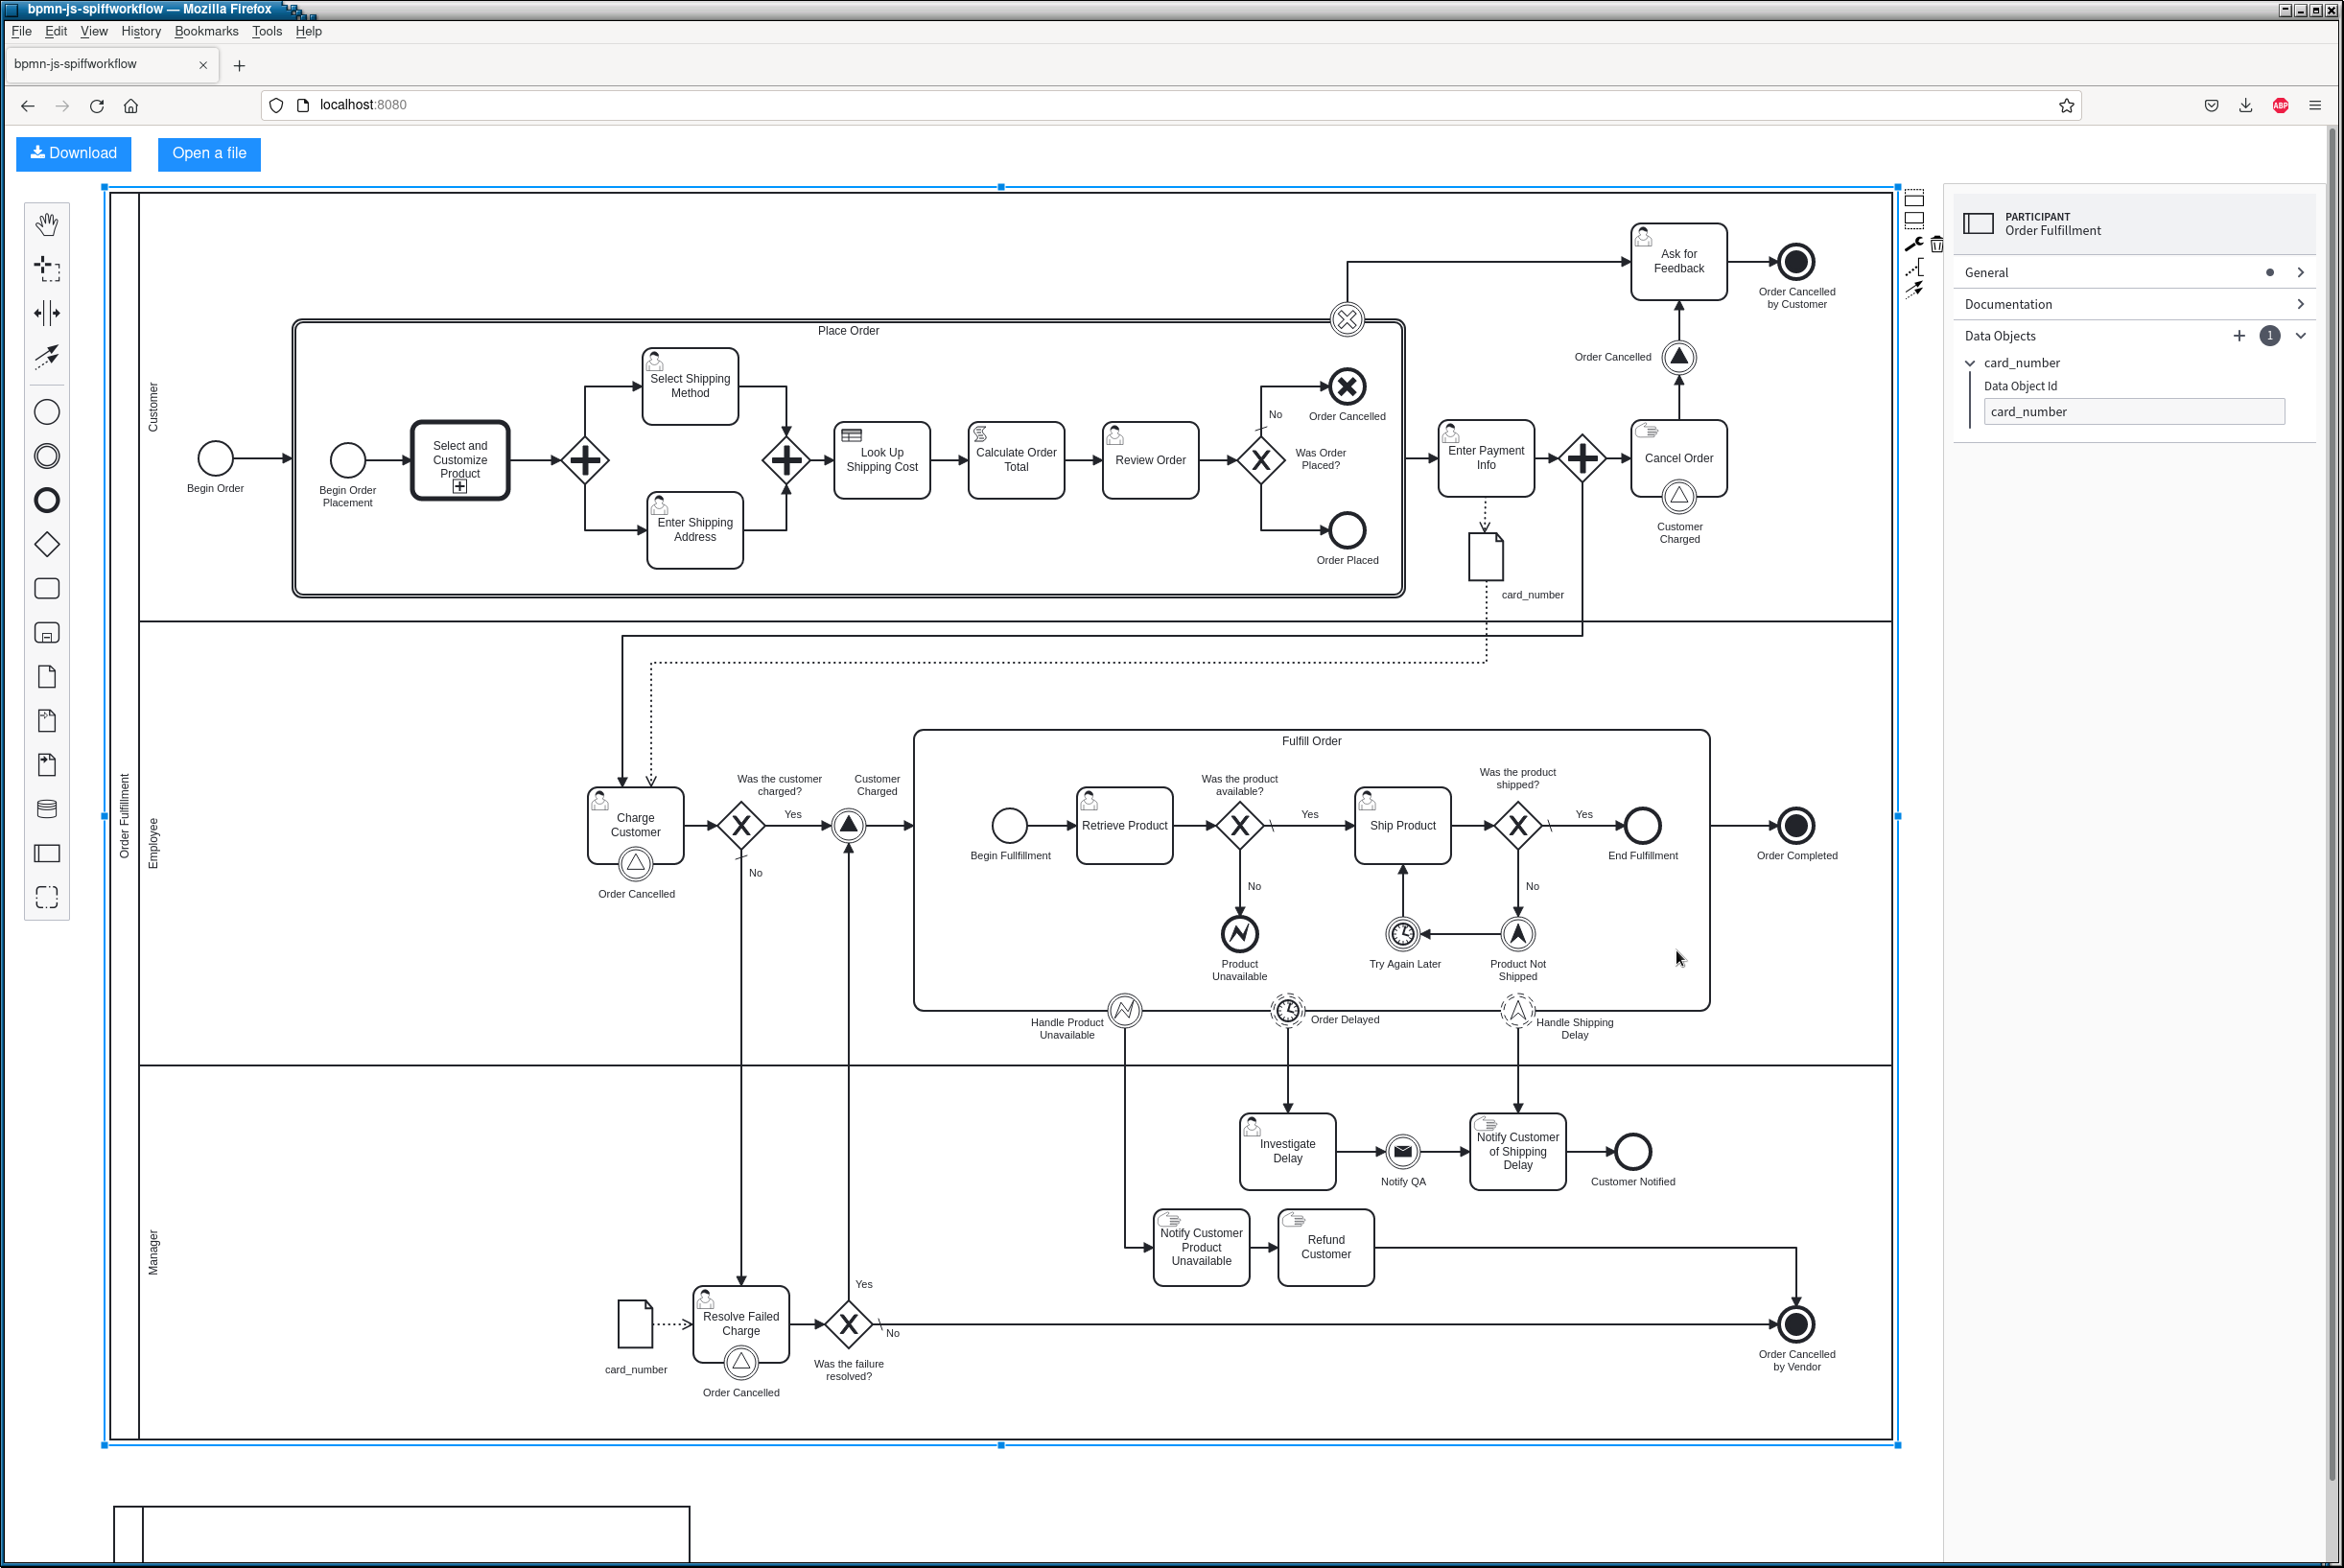 bpmn-js-spiffworkflow — Mozilla Firefox
File Edit View History Bookmarks Tools Help
bpmn-js-spiffworkflow
localhost:8080
ABP
Download
Open a file
Order Fulfillment
Customer
Begin Order
Place Order
Begin Order
Placement
Select and
Customize
Product
Select Shipping
Method
Enter Shipping
Address
Look Up
Shipping Cost
Calculate Order
Total
Review Order
No
Was Order
Placed?
Order Cancelled
Order Placed
Enter Payment
Info
card_number
Ask for
Feedback
Order Cancelled
by Customer
Order Cancelled
Cancel Order
Customer
Charged
Employee
Charge
Customer
Order Cancelled
Was the customer
charged?
Yes
No
Customer
Charged
Fulfill Order
Begin Fullfillment
Retrieve Product
Was the product
available?
Yes
No
Product
Unavailable
Ship Product
Was the product
shipped?
Yes
No
End Fulfillment
Try Again Later
Product Not
Shipped
Order Completed
Handle Product
Unavailable
Order Delayed
Handle Shipping
Delay
Manager
Investigate
Delay
Notify QA
Notify Customer
of Shipping
Delay
Customer Notified
Notify Customer
Product
Unavailable
Refund
Customer
card_number
Resolve Failed
Charge
Order Cancelled
Yes
No
Was the failure
resolved?
Order Cancelled
by Vendor
PARTICIPANT
Order Fulfillment
General
Documentation
Data Objects
1
card_number
Data Object Id
card_number